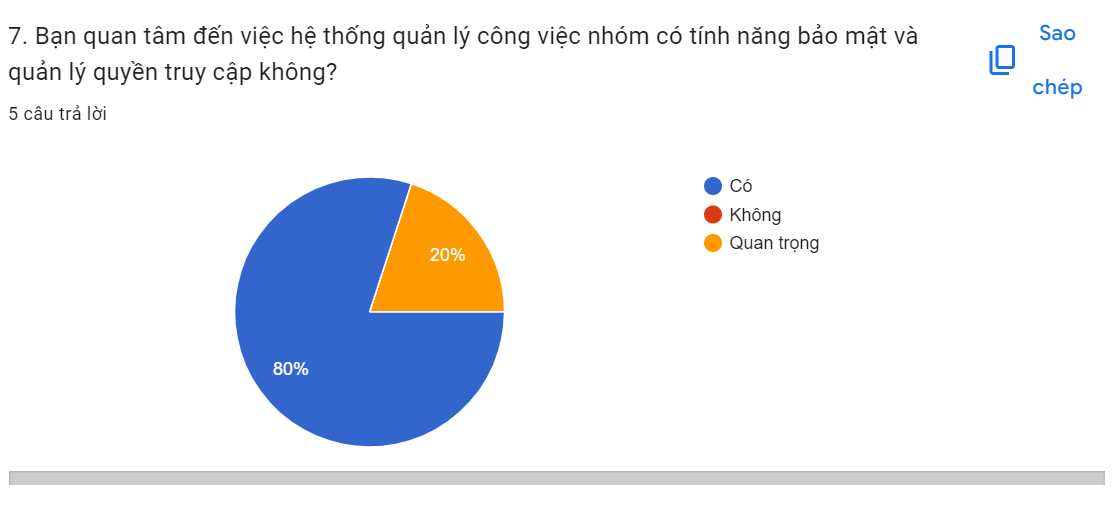 7. Bạn quan tâm đến việc hệ thống quản lý công việc nhóm có tính năng bảo mật và
quản lý quyền truy cập không?
Sao
chép
5 câu trả lời
Có
Không
Quan trọng
20%
80%